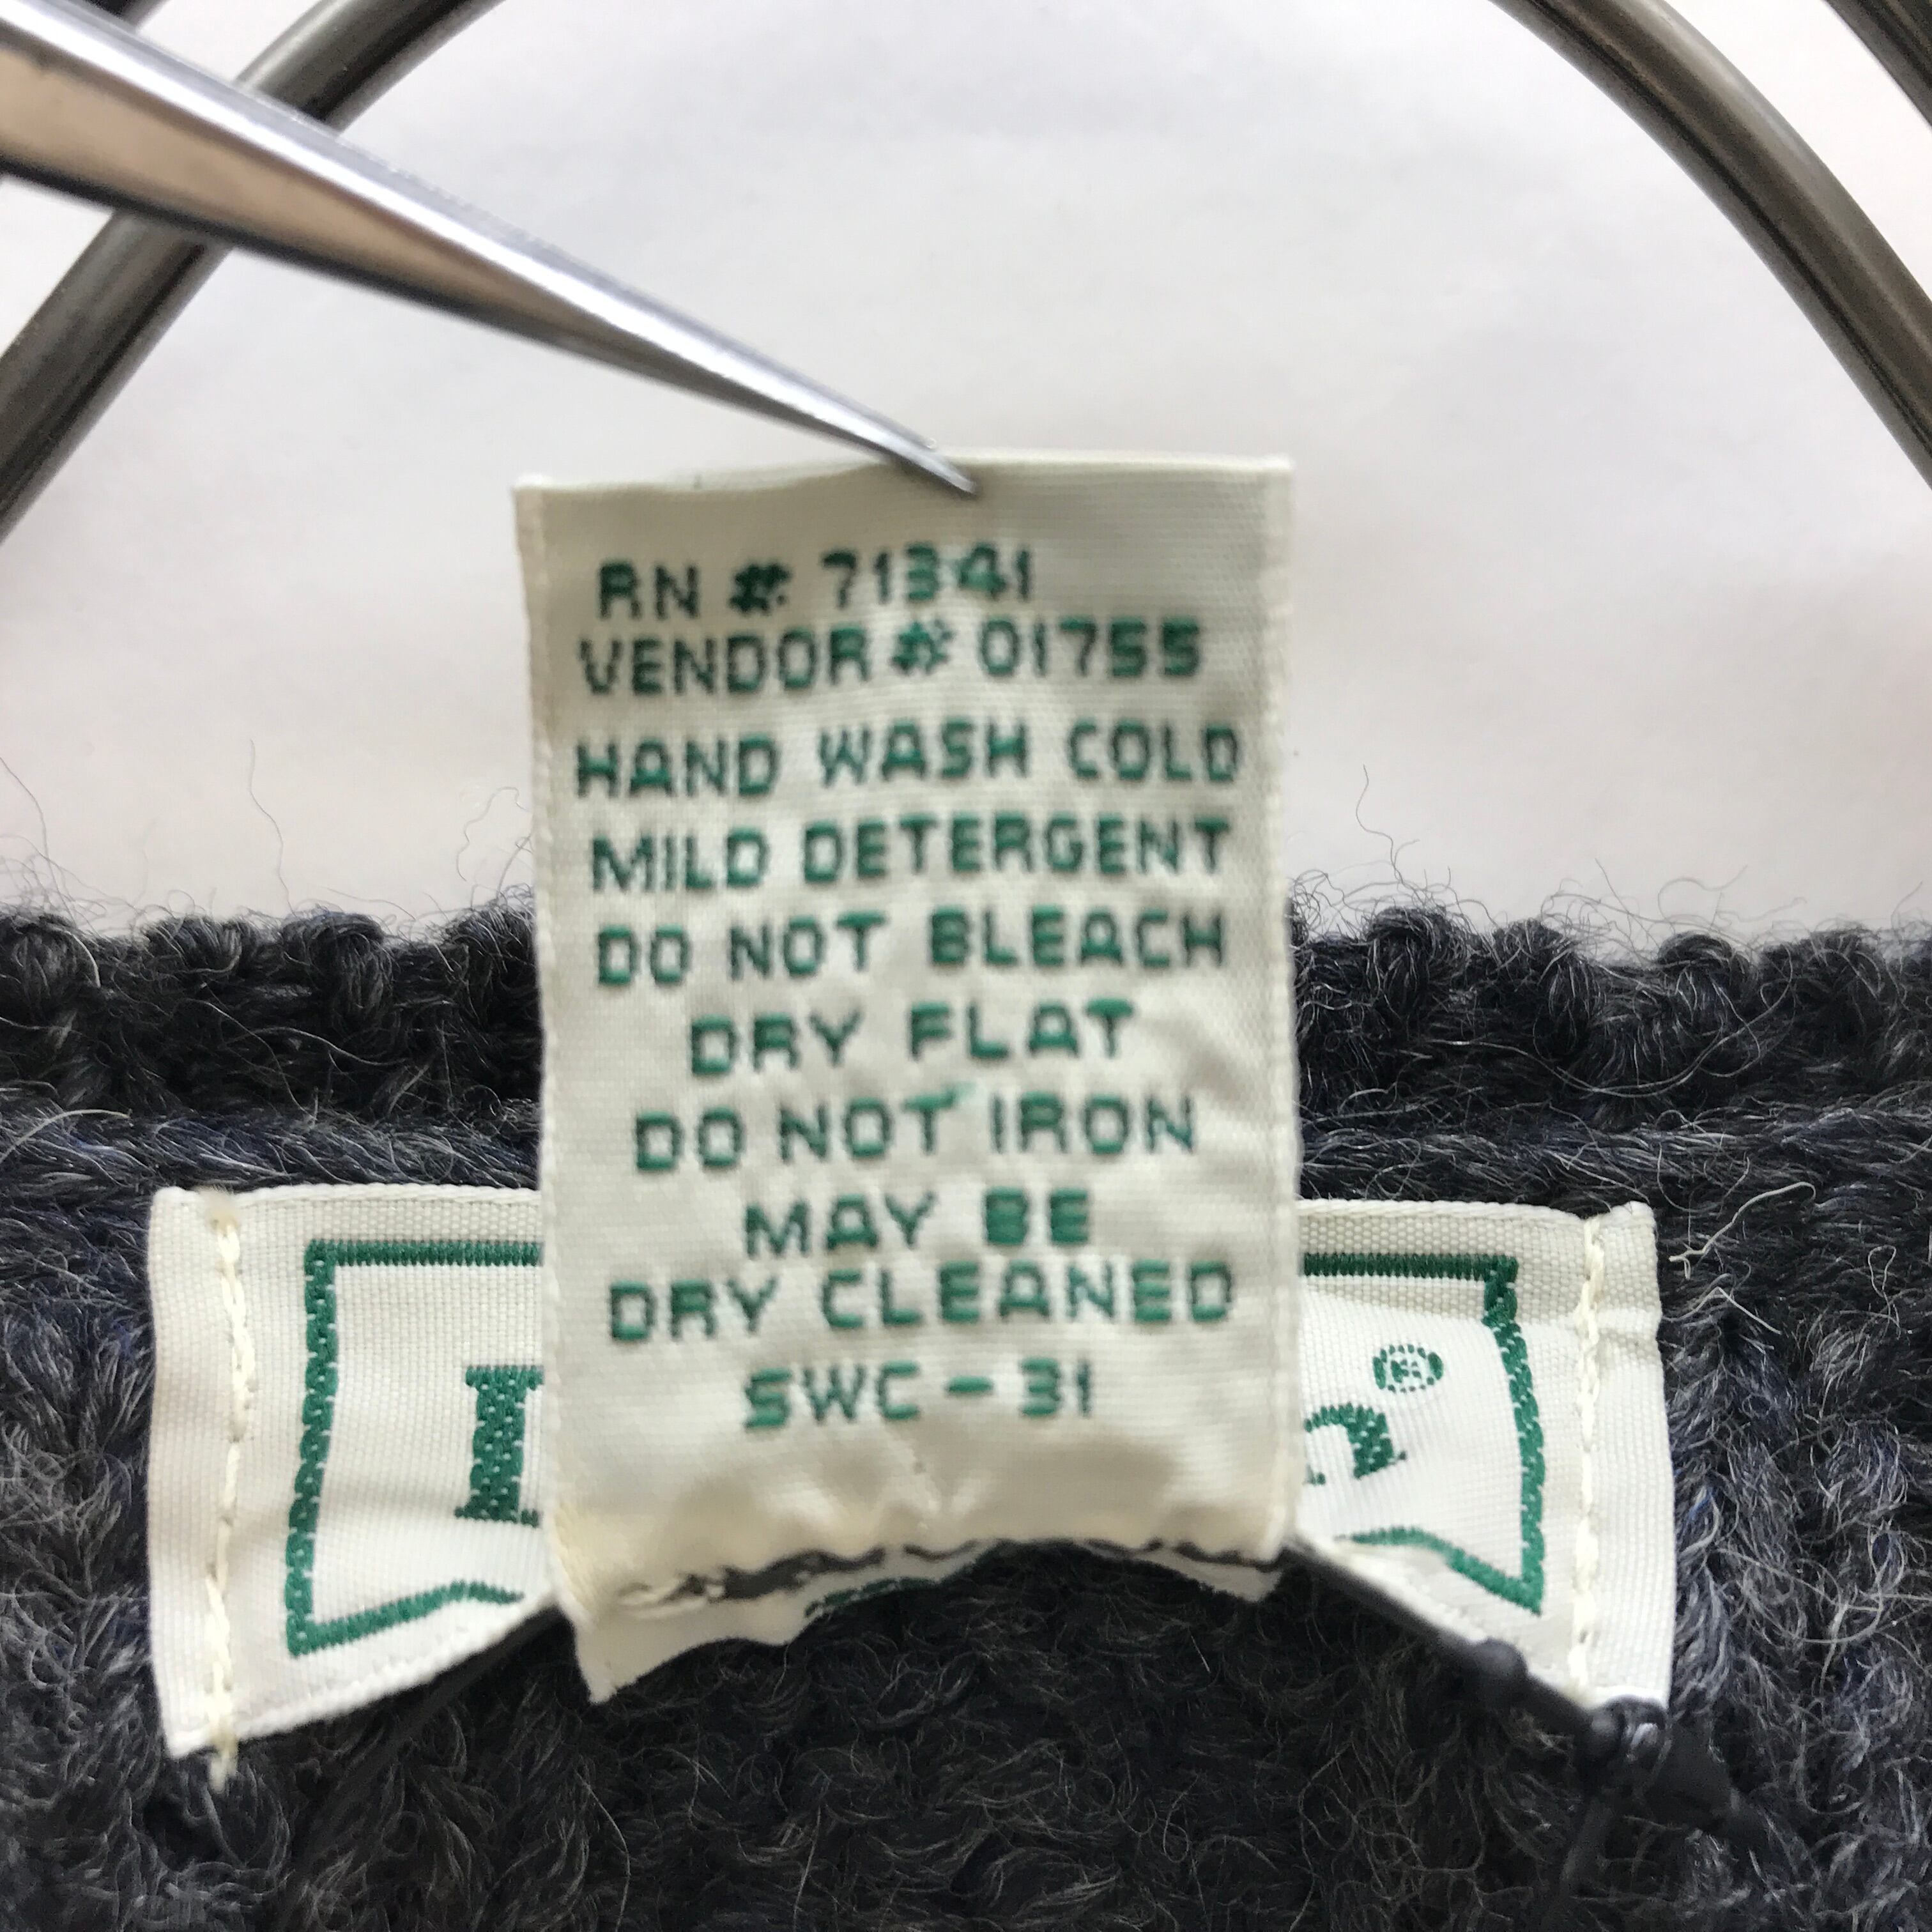 RN # 71341
VENDOR # 01755
HAND WASH COLD
MILD DETERGENT
DO NOT BLEACH
DRY FLAT
DO NOT IRON
MAY BE
DRY CLEANED
SWC - 31
®